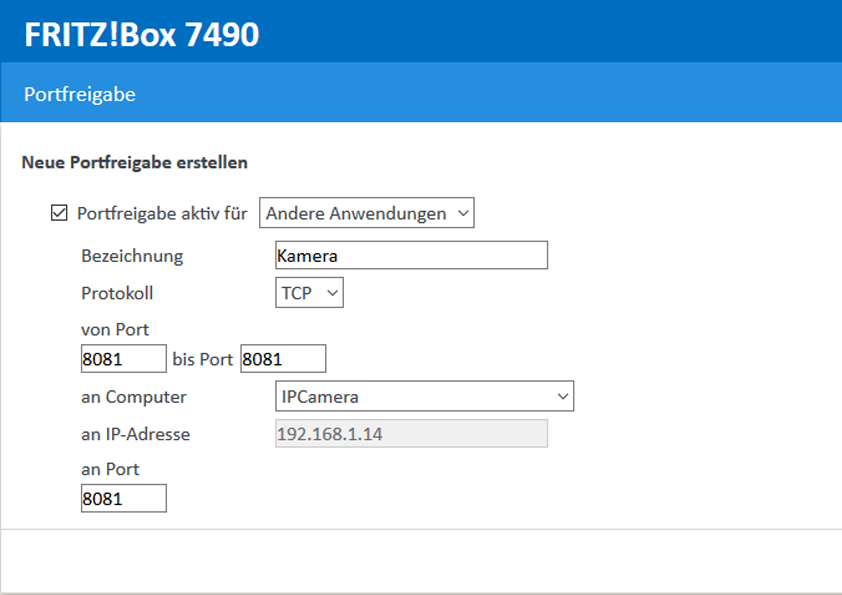 FRITZ!Box 7490
Portfreigabe
Neue Portfreigabe erstellen
Portfreigabe aktiv für Andere Anwendungen
Bezeichnung Kamera
Protokoll TCP
von Port
8081 bis Port 8081
an Computer IPCamera
an IP-Adresse 192.168.1.14
an Port
8081